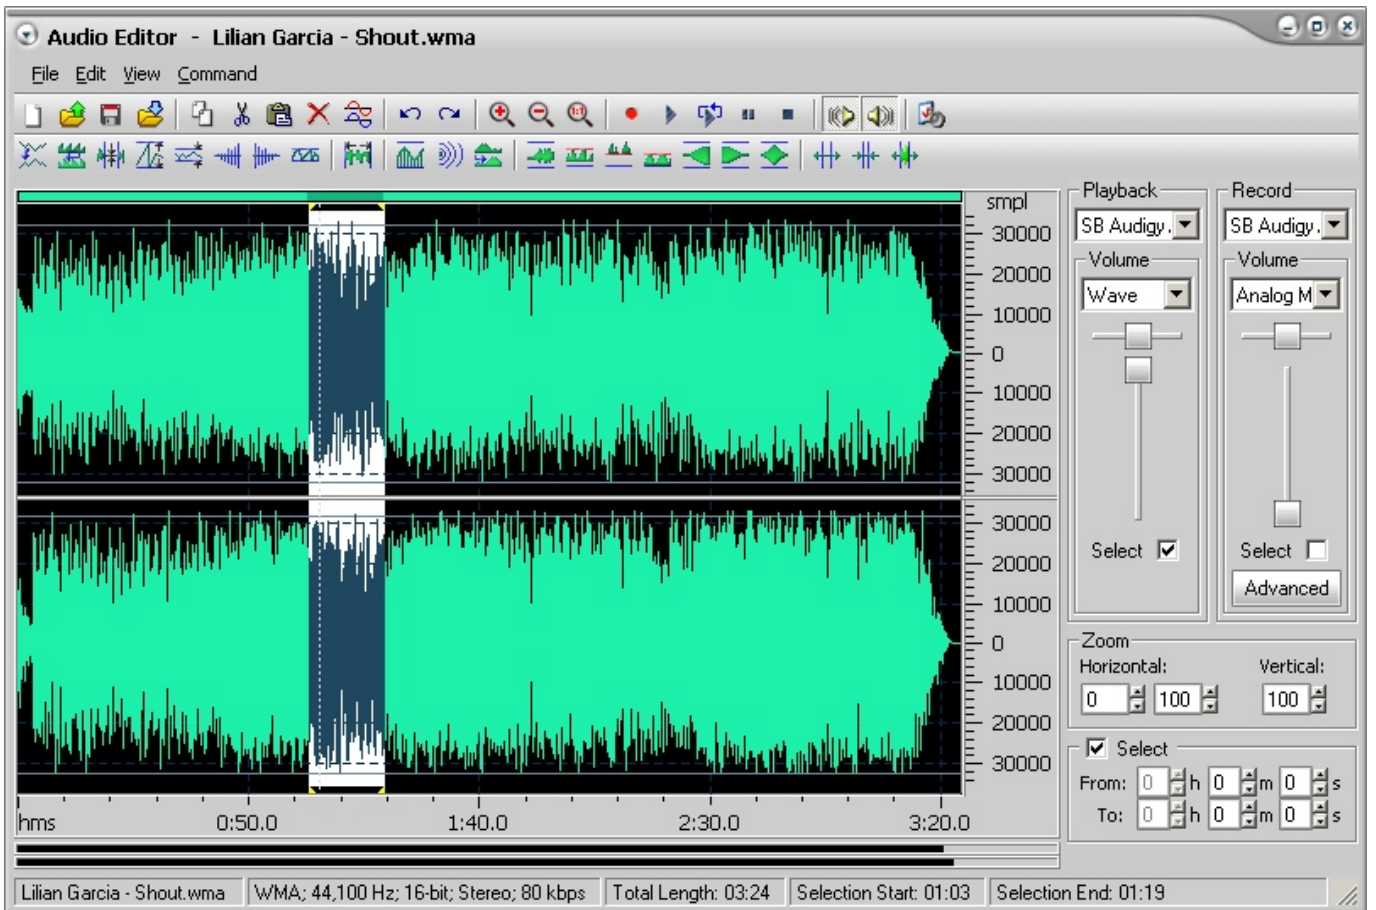 Audio Editor - Lilian Garcia - Shout.wma
File Edit View Command
smpl
30000
20000
10000
0
10000
20000
30000
30000
20000
10000
0
10000
20000
30000
hms 0:50.0 1:40.0 2:30.0 3:20.0
Playback
SB Audigy.
Volume
Wave
Select
Record
SB Audigy.
Volume
Analog M
Select
Advanced
Zoom
Horizontal: Vertical:
0 100 100
Select
From: 0 h 0 m 0 s
To: 0 h 0 m 0 s
Lilian Garcia - Shout.wma WMA; 44,100 Hz; 16-bit; Stereo; 80 kbps Total Length: 03:24 Selection Start: 01:03 Selection End: 01:19